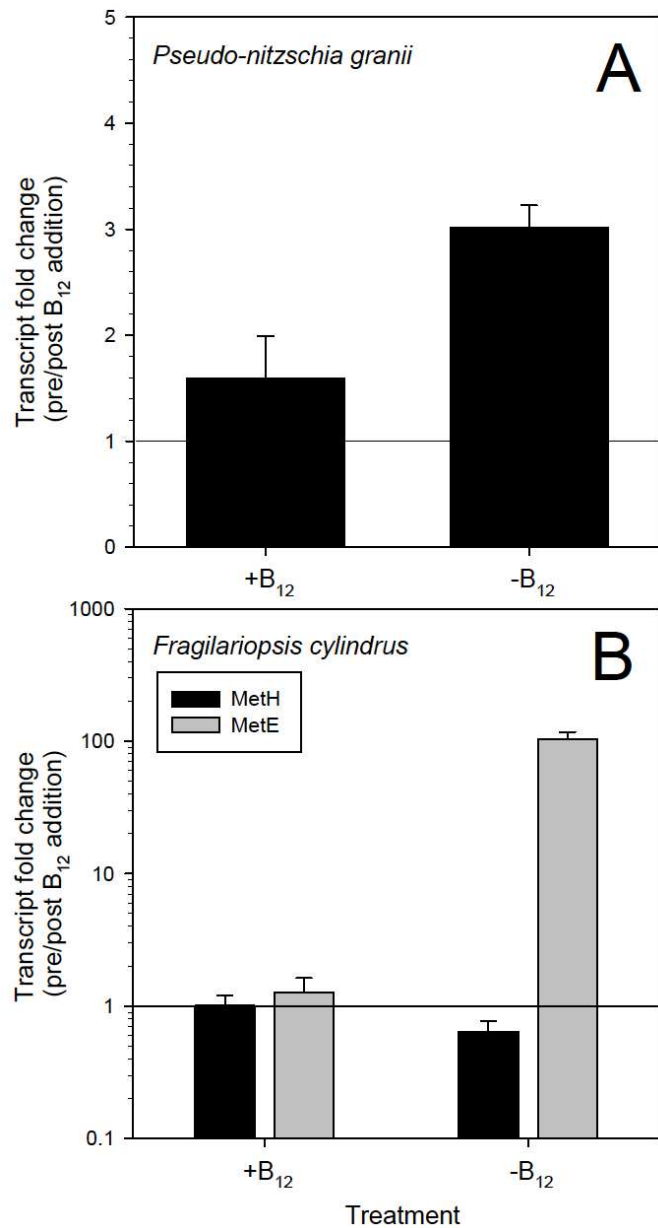 Pseudo-nitzschia granii
A
Transcript fold change
(pre/post B₁₂ addition)
5
4
3
2
1
0
+B₁₂
-B₁₂
Fragilariopsis cylindrus
B
MetH
MetE
Transcript fold change
(pre/post B₁₂ addition)
1000
100
10
1
0.1
+B₁₂
-B₁₂
Treatment